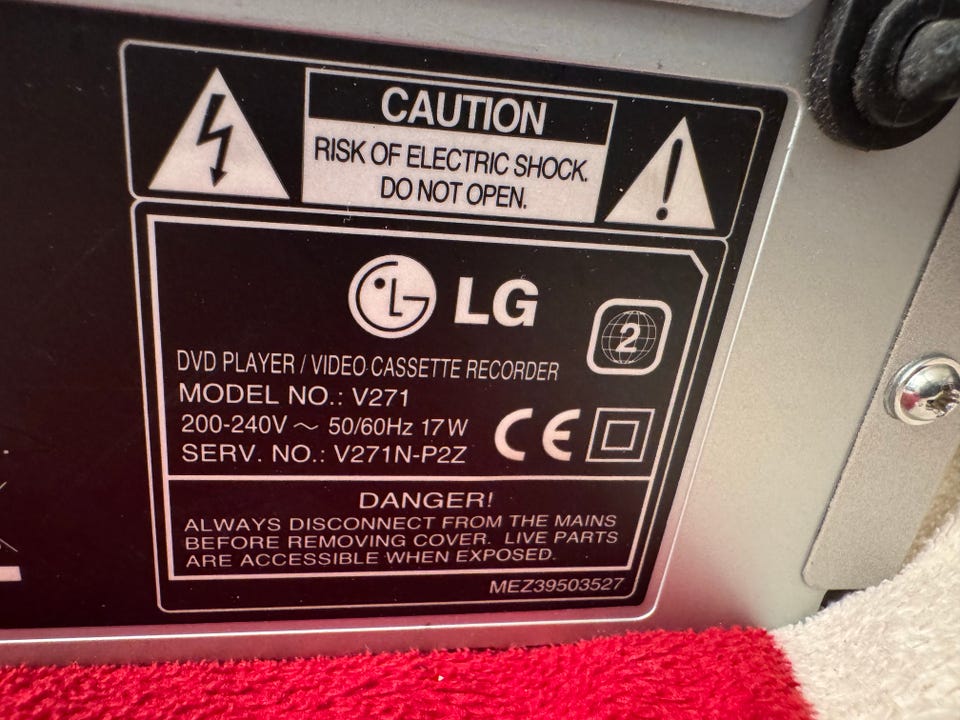 CAUTION
RISK OF ELECTRIC SHOCK.
DO NOT OPEN.
LG
2
DVD PLAYER / VIDEO CASSETTE RECORDER
MODEL NO.: V271
200-240V ~ 50/60Hz 17W
SERV. NO.: V271N-P2Z
CE
DANGER!
ALWAYS DISCONNECT FROM THE MAINS
BEFORE REMOVING COVER. LIVE PARTS
ARE ACCESSIBLE WHEN EXPOSED.
MEZ39503527